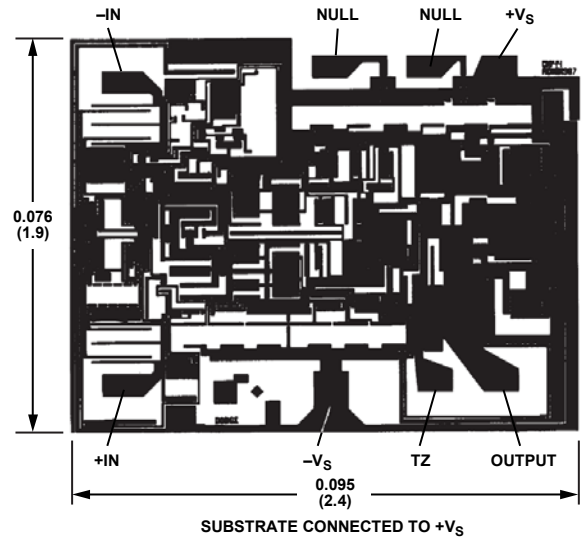 –IN NULL NULL +VS
0.076
(1.9)
+IN –VS TZ OUTPUT
0.095
(2.4)
SUBSTRATE CONNECTED TO +VS